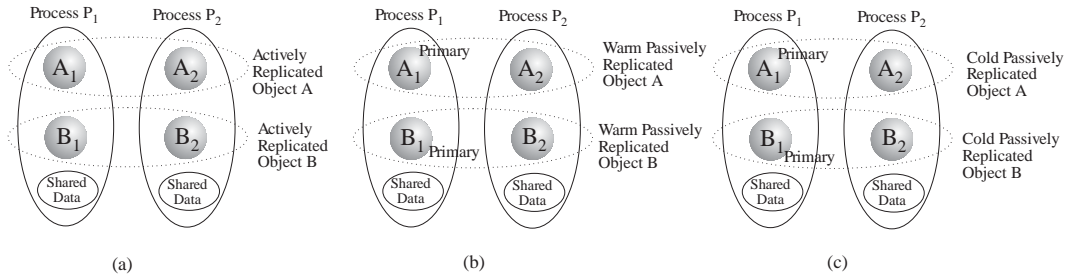 Process P1 Process P2
A1 A2
Actively
Replicated
Object A
B1 B2
Actively
Replicated
Object B
Shared
Data
Shared
Data
(a)
Process P1 Process P2
Primary
A1 A2
Warm Passively
Replicated
Object A
B1 B2
Primary
Warm Passively
Replicated
Object B
Shared
Data
Shared
Data
(b)
Process P1 Process P2
Primary
A1 A2
Cold Passively
Replicated
Object A
B1 B2
Primary
Cold Passively
Replicated
Object B
Shared
Data
Shared
Data
(c)